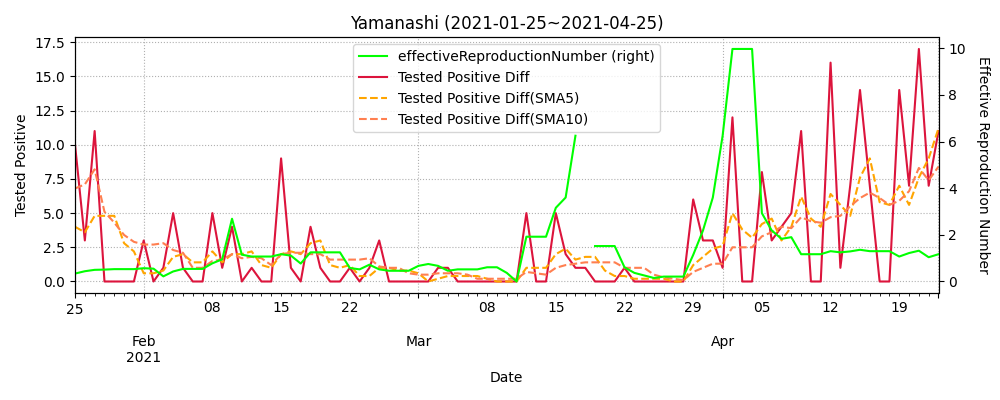 Yamanashi (2021-01-25~2021-04-25)
effectiveReproductionNumber (right)
Tested Positive Diff
Tested Positive Diff(SMA5)
Tested Positive Diff(SMA10)
Tested Positive
17.5
15.0
12.5
10.0
7.5
5.0
2.5
0.0
Effective Reproduction Number
10
8
6
4
2
0
25 08 15 22 08 15 22 29 05 12 19
Feb Mar Apr
2021
Date